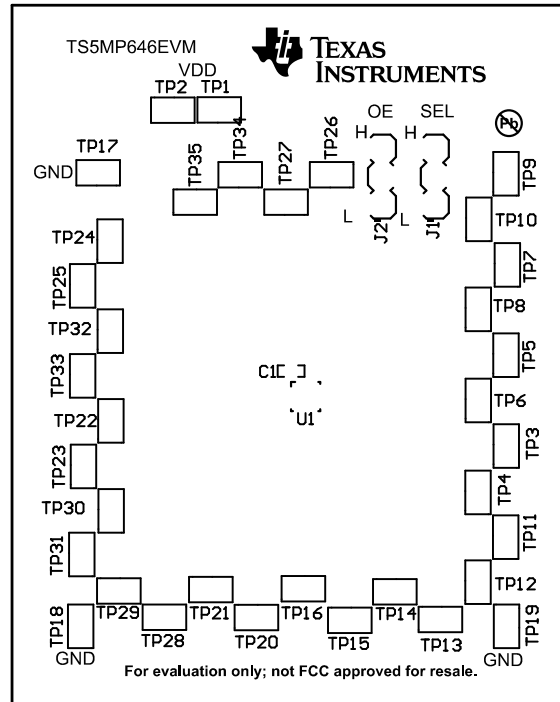 TS5MP646EVM
TEXAS
INSTRUMENTS
VDD
TP2 TP1
OE SEL
H H
Pb
TP17
GND
TP35
TP34
TP27
TP26
TP9
L L
J2 J1
TP10
TP24
TP7
TP25
TP8
TP32
TP5
TP33
C1
U1
TP6
TP22
TP3
TP23
TP4
TP30
TP11
TP31
TP12
TP29 TP21 TP16 TP14
TP18
TP28 TP20 TP15 TP13
TP19
GND GND
For evaluation only; not FCC approved for resale.